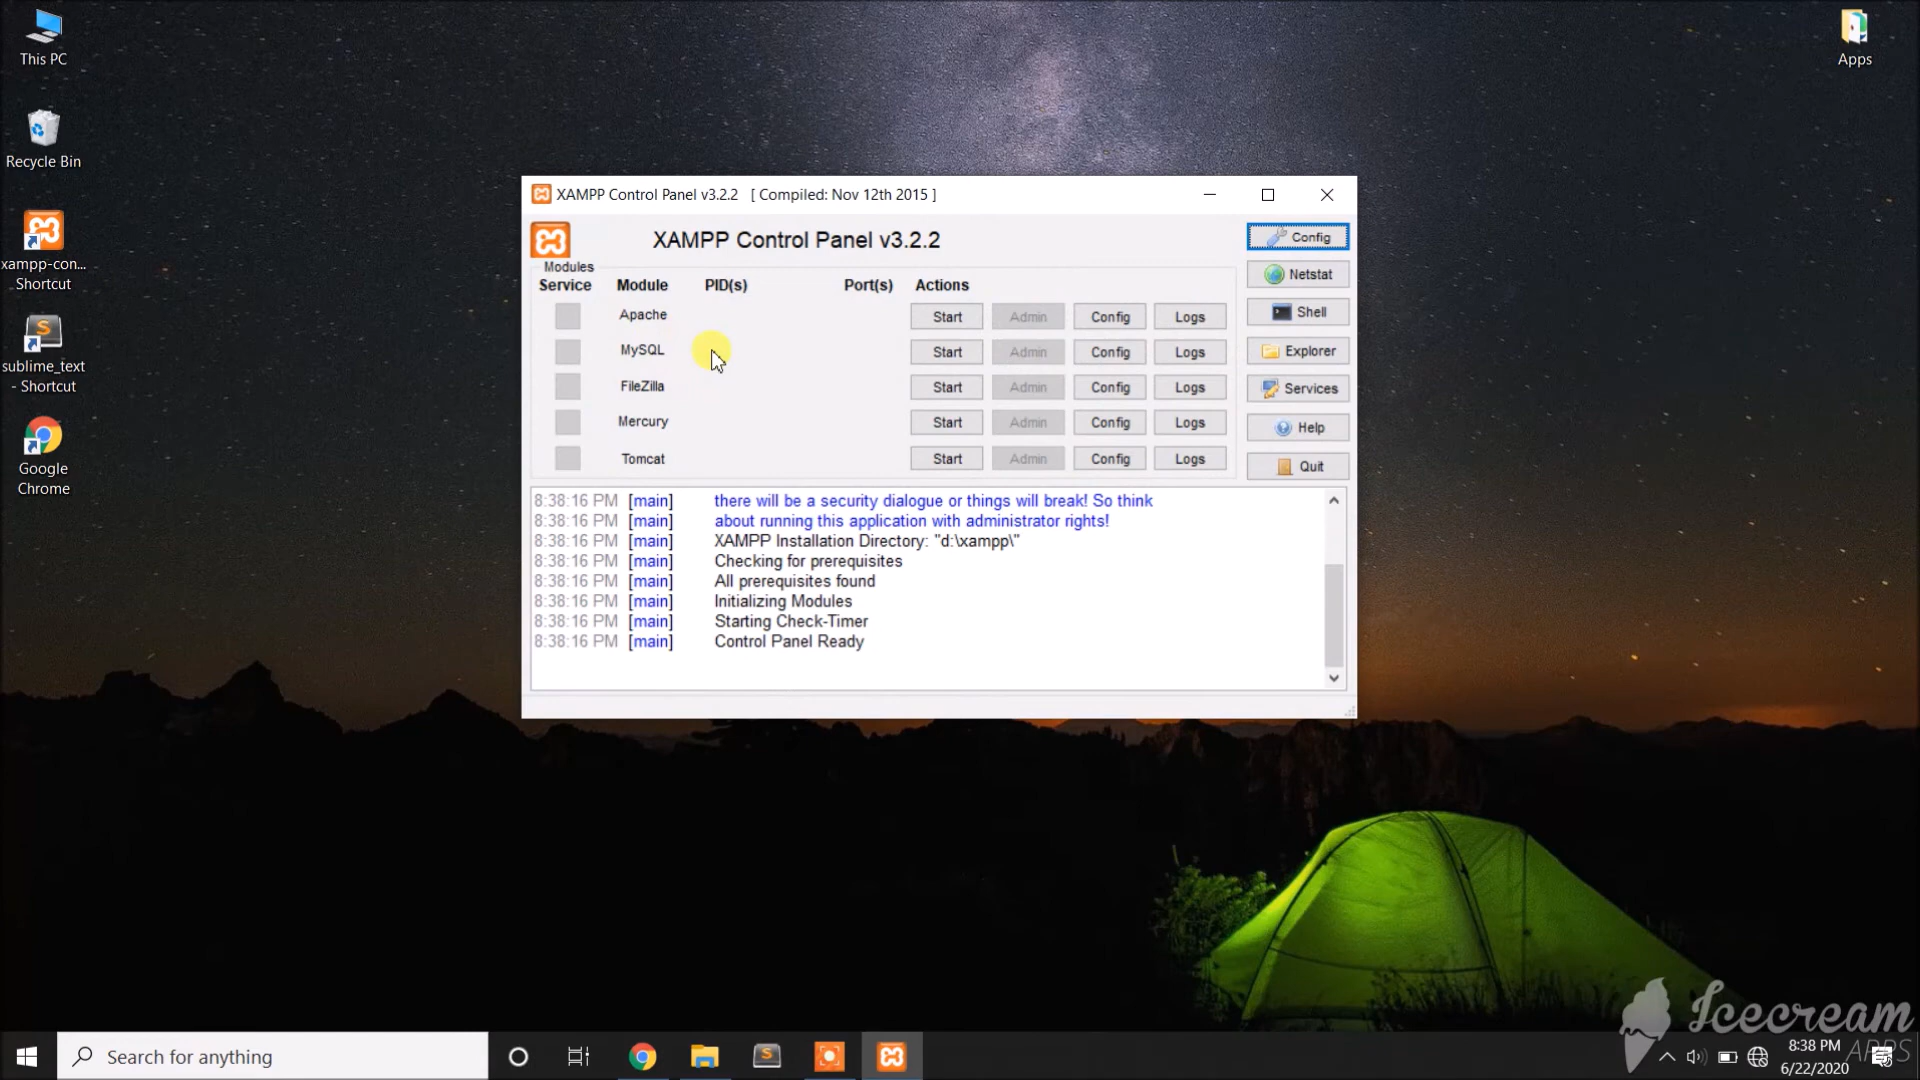 This PC
Recycle Bin
xampp-con...
Shortcut
sublime_text
- Shortcut
Google
Chrome
Apps
XAMPP Control Panel v3.2.2 [ Compiled: Nov 12th 2015 ]
XAMPP Control Panel v3.2.2
Modules
Service Module PID(s) Port(s) Actions
Apache Start Admin Config Logs
MySQL Start Admin Config Logs
FileZilla Start Admin Config Logs
Mercury Start Admin Config Logs
Tomcat Start Admin Config Logs
Config
Netstat
Shell
Explorer
Services
Help
Quit
8:38:16 PM [main] there will be a security dialogue or things will break! So think
8:38:16 PM [main] about running this application with administrator rights!
8:38:16 PM [main] XAMPP Installation Directory: "d:\xampp\"
8:38:16 PM [main] Checking for prerequisites
8:38:16 PM [main] All prerequisites found
8:38:16 PM [main] Initializing Modules
8:38:16 PM [main] Starting Check-Timer
8:38:16 PM [main] Control Panel Ready
Icecream
APPS
Search for anything
8:38 PM
6/22/2020